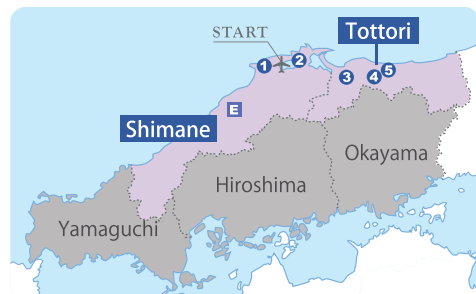 START
Tottori
1
2
3
4
5
E
Shimane
Okayama
Hiroshima
Yamaguchi